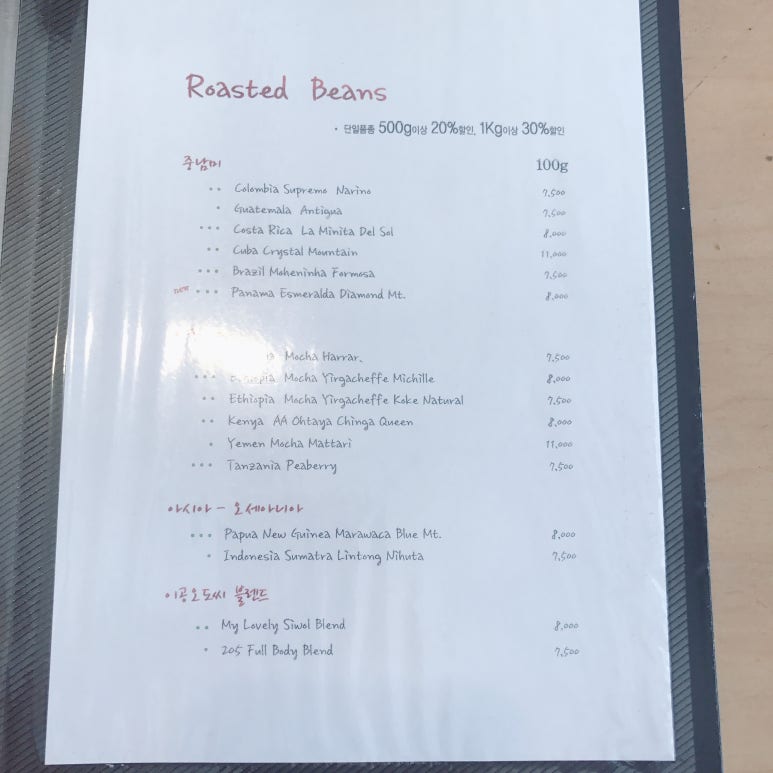 Roasted Beans
• 단일품종 500g이상 20%할인, 1Kg이상 30%할인
중남미 100g
•• Colombia Supremo Narino 7,500
• Guatemala Antigua 7,500
••• Costa Rica La Minita Del Sol 8,000
•• Cuba Crystal Mountain 11,000
••• Brazil Moheninha Formosa 7,500
new ••• Panama Esmeralda Diamond Mt. 8,000
Mocha Harrar. 7,500
••• Ethiopia Mocha Yirgacheffe Michille 8,000
•• Ethiopia Mocha Yirgacheffe Koke Natural 7,500
•• Kenya AA Ohtaya Chinga Queen 8,000
• Yemen Mocha Mattari 11,000
••• Tanzania Peaberry 7,500
아시아 - 오세아니아
••• Papua New Guinea Marawaca Blue Mt. 8,000
• Indonesia Sumatra Lintong Nihuta 7,500
이공오도씨 블렌드
•• My Lovely Siwol Blend 8,000
• 205 Full Body Blend 7,500